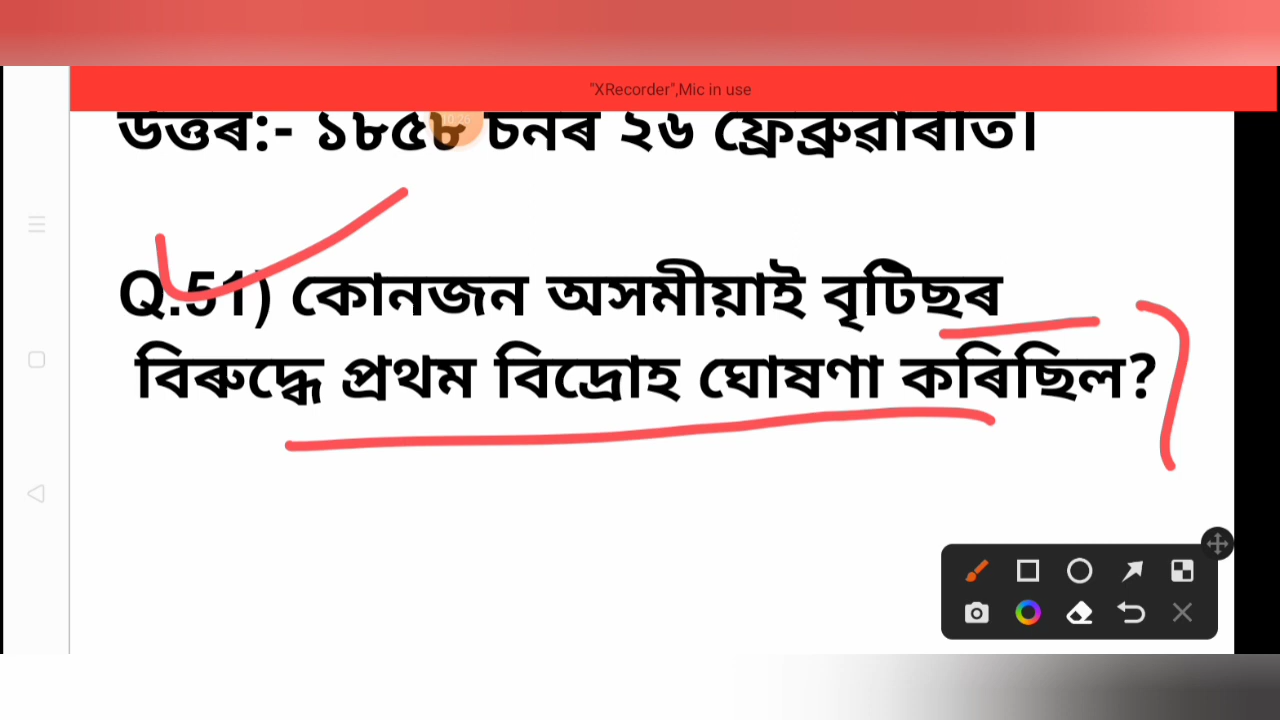 "XRecorder",Mic in use
উত্তৰ:- ১৮৫৮ চনৰ ২৬ ফ্ৰেব্ৰুৱাৰীত।
Q.51) কোনজন অসমীয়াই বৃটিছৰ
বিৰুদ্ধে প্ৰথম বিদ্ৰোহ ঘোষণা কৰিছিল?